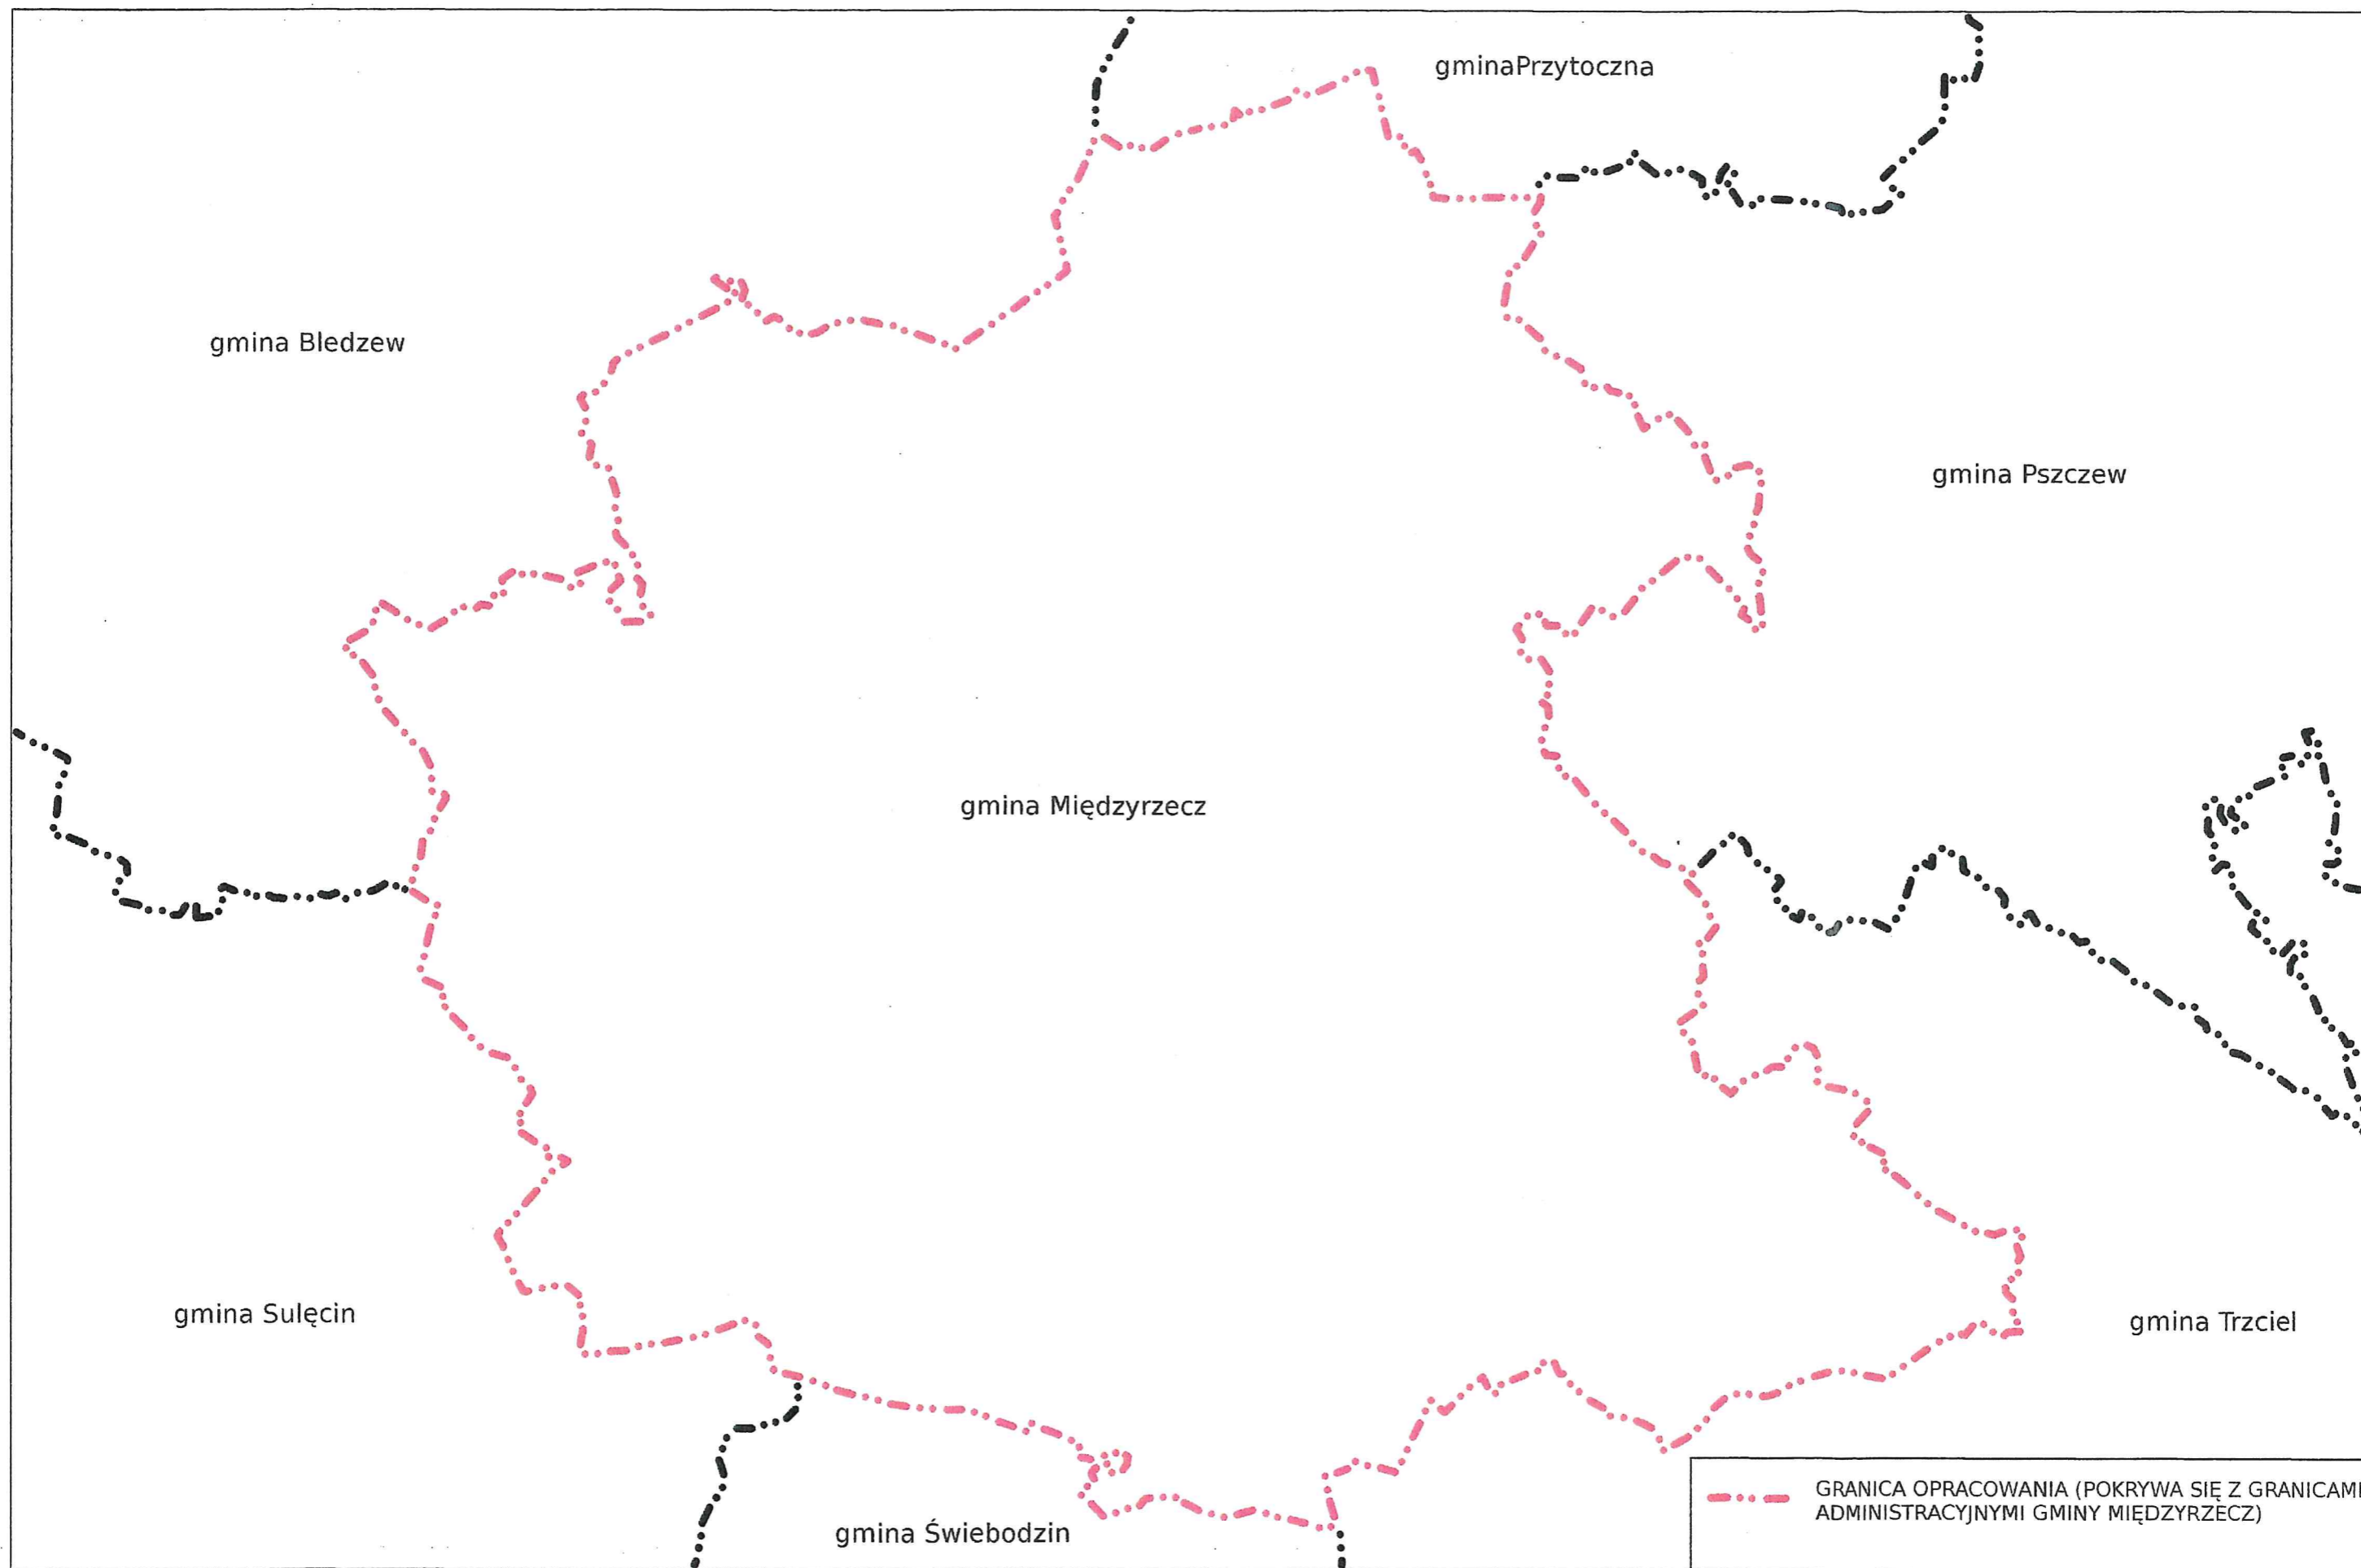 gminaPrzytoczna
gmina Bledzew
gmina Pszczew
gmina Międzyrzecz
gmina Sulęcin
gmina Trzciel
gmina Świebodzin
GRANICA OPRACOWANIA (POKRYWA SIĘ Z GRANICAMI
ADMINISTRACYJNYMI GMINY MIĘDZYRZECZ)